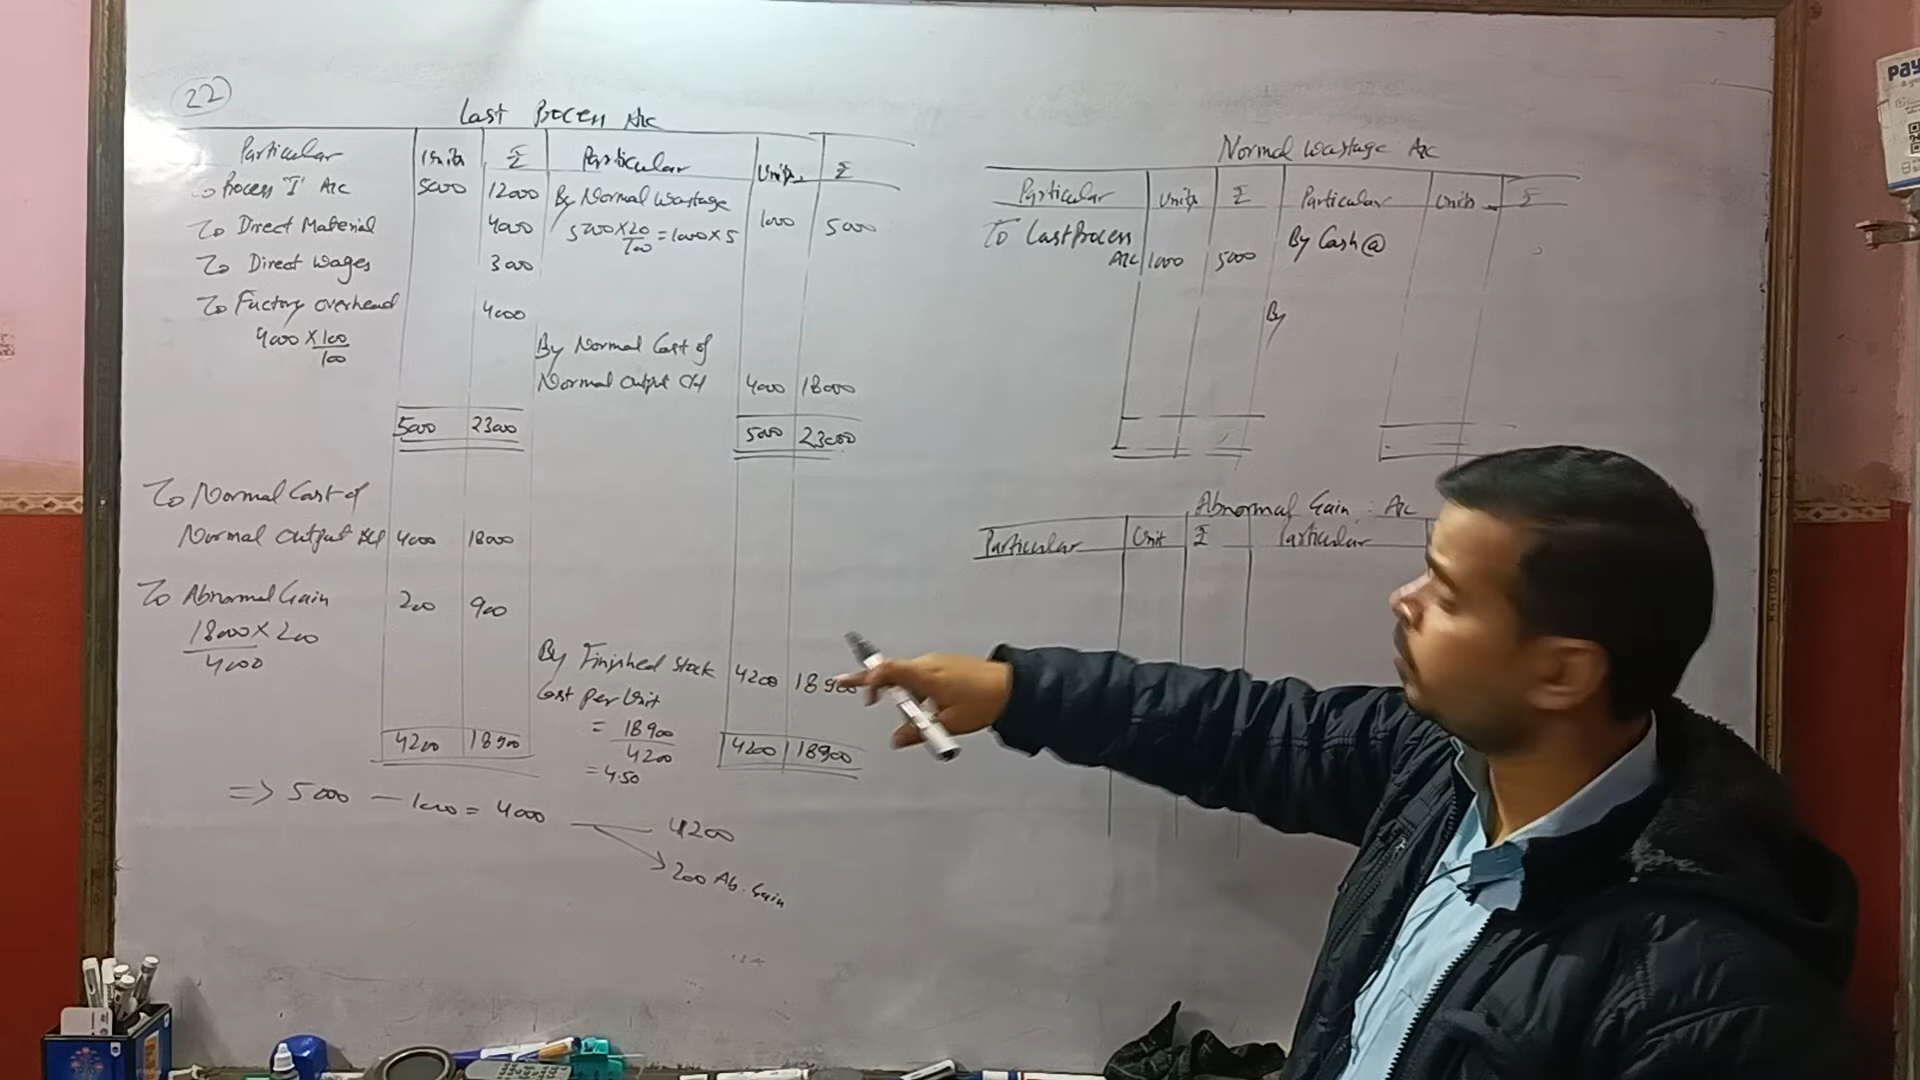 22
Last Process A/c
Particular Units ₹ Particular Units ₹
To Process "I" A/c 5000 12000 By Normal Wastage
5000 × 20/100 = 1000 × 5 1000 5000
To Direct Material 4000
To Direct Wages 3000
To Factory overhead 4000
4000 × 100/100
By Normal Cost of
Normal Output c/d 4000 18000
5000 23000 5000 23000
To Normal Cost of
Normal Output b/d 4000 18000
To Abnormal Gain 200 900
18000 × 200
4000
By Finished Stock 4200 18900
Cost per Unit
= 18900
4200
= 4.50
4200 18900 4200 18900
=> 5000 - 1000 = 4000
4200
200 Ab. Gain
Normal Wastage A/c
Particular Units ₹ Particular Units ₹
To Last Process
A/c 1000 5000
By Cash @
By
Abnormal Gain A/c
Particular Unit ₹ Particular
Pay